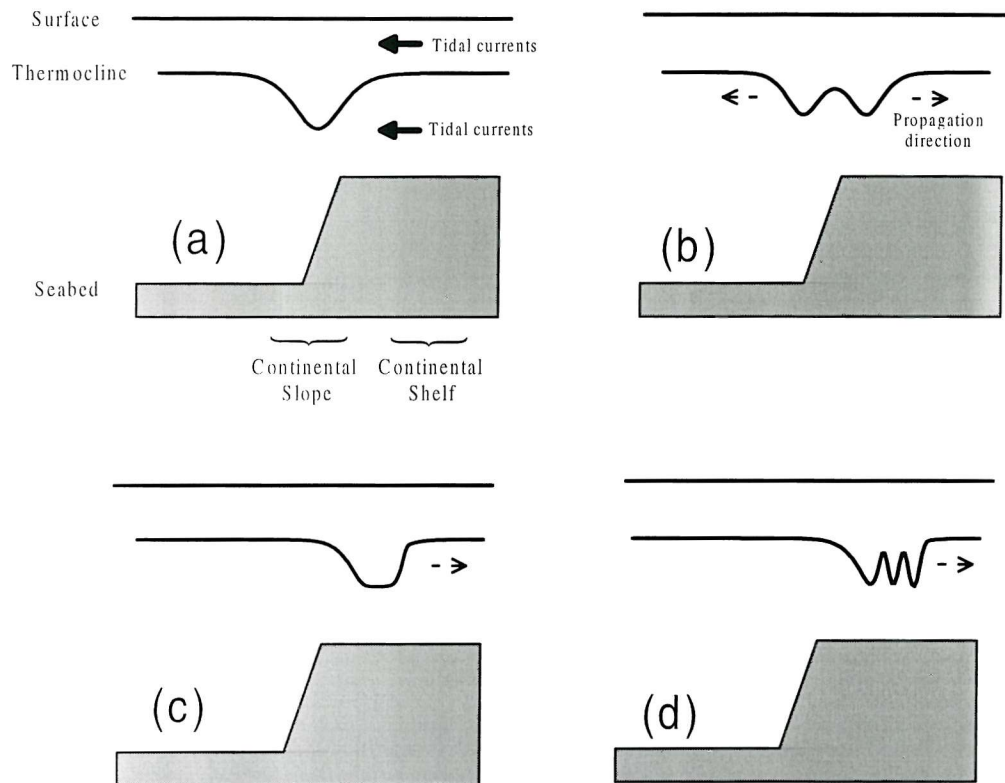 Surface
Tidal currents
Thermocline
Tidal currents
Propagation
direction
(a)
(b)
Seabed
Continental
Slope
Continental
Shelf
(c)
(d)